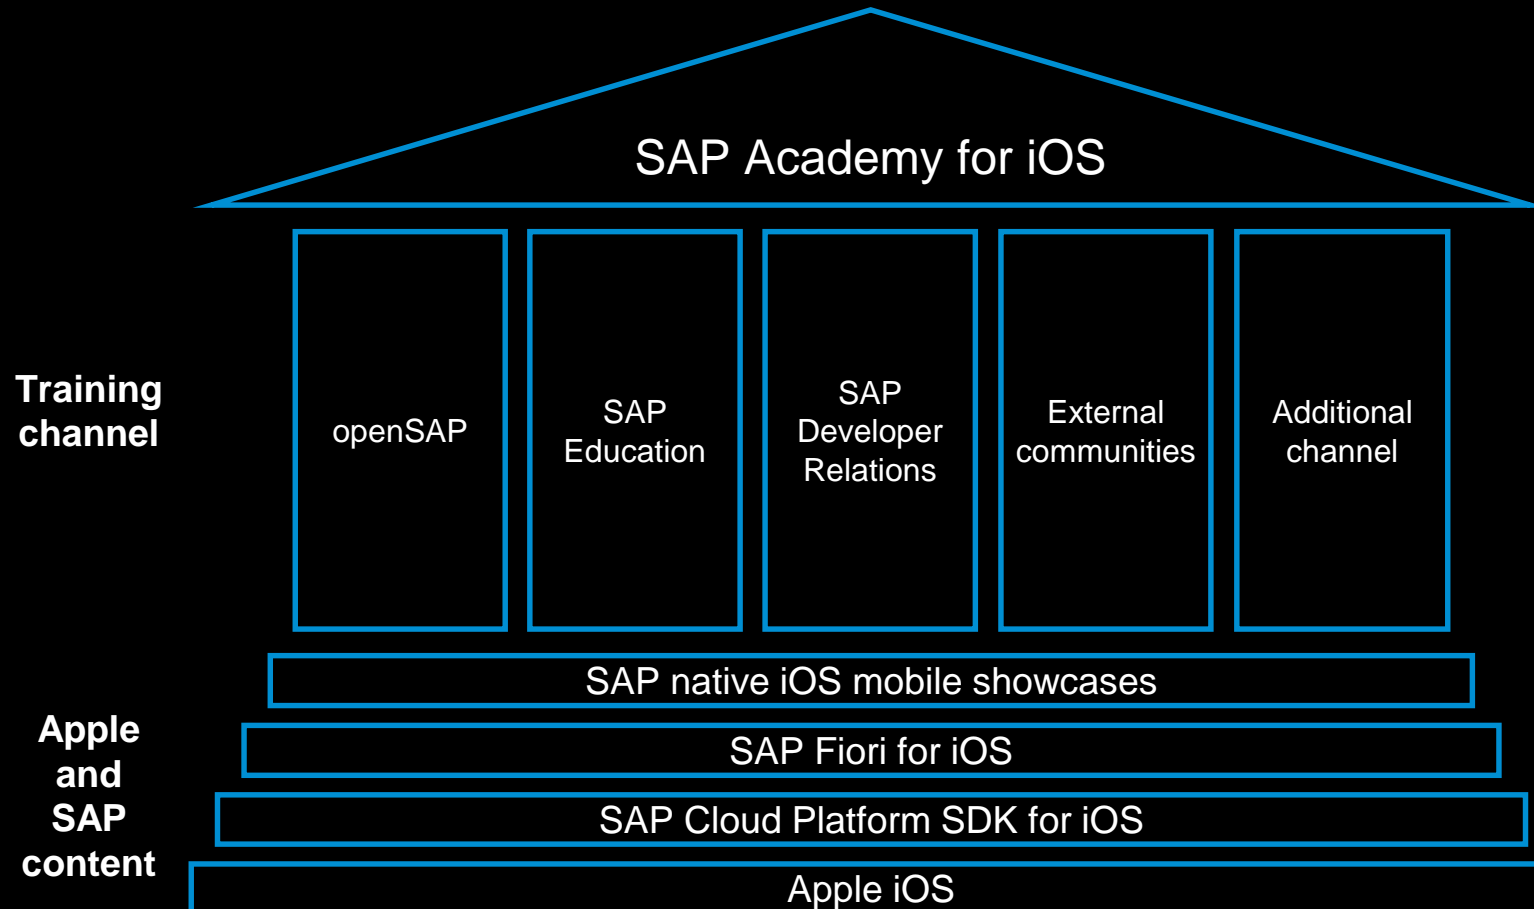 SAP Academy for iOS
Training
channel
openSAP
SAP
Education
SAP
Developer
Relations
External
communities
Additional
channel
Apple
and
SAP
content
SAP native iOS mobile showcases
SAP Fiori for iOS
SAP Cloud Platform SDK for iOS
Apple iOS